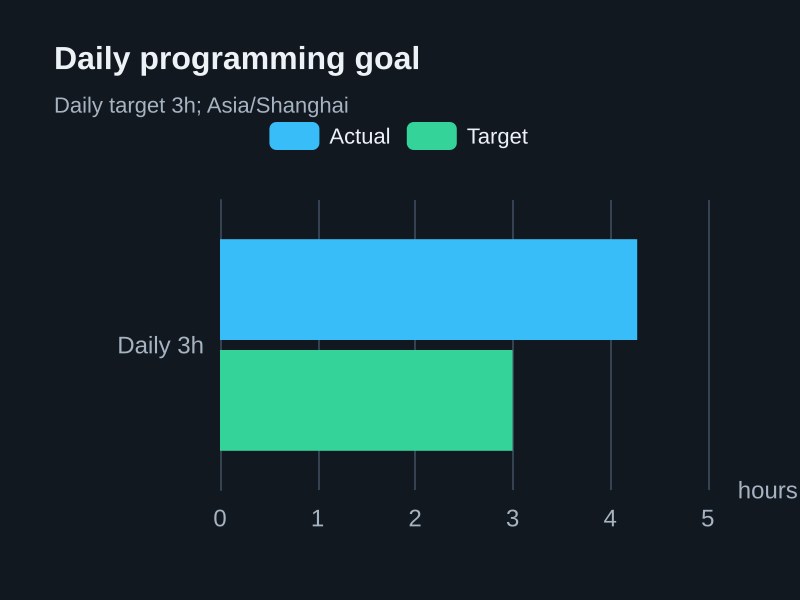 Daily programming goal
Daily target 3h; Asia/Shanghai
Actual Target
Daily 3h
hours
0 1 2 3 4 5